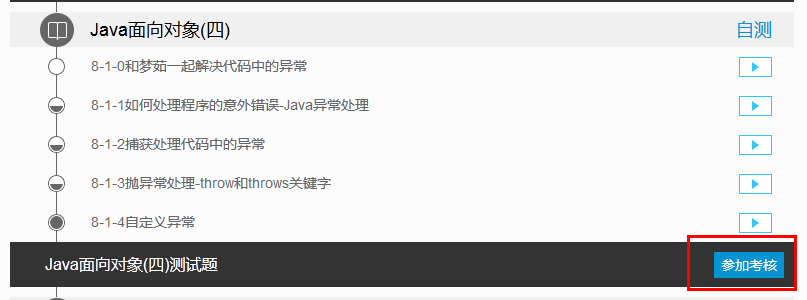 Java面向对象(四)
自测
8-1-0和梦茹一起解决代码中的异常
8-1-1如何处理程序的意外错误-Java异常处理
8-1-2捕获处理代码中的异常
8-1-3抛异常处理-throw和throws关键字
8-1-4自定义异常
Java面向对象(四)测试题
参加考核